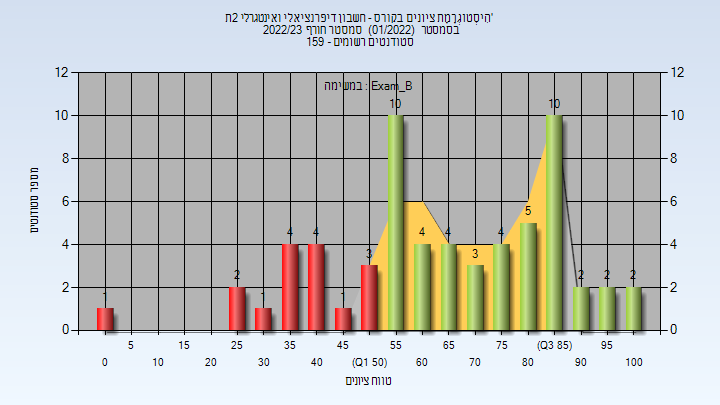 הִיסטוֹגרָמַת ציונים בקורס - חשבון דיפרנציאלי ואינטגרלי 2ת'
בסמסטר (01/2022) סמסטר חורף 2022/23
סטודנטים רשומים - 159
במשימה : Exam_B
מספר סטודנטים
12 12
10 10
8 8
6 6
4 4
2 2
0 0
1 2 1 4 4 1 3 10 4 4 3 4 5 10 2 2 2
5 15 25 35 45 55 65 75 (Q3 85) 95
0 10 20 30 40 (Q1 50) 60 70 80 90 100
טווח ציונים